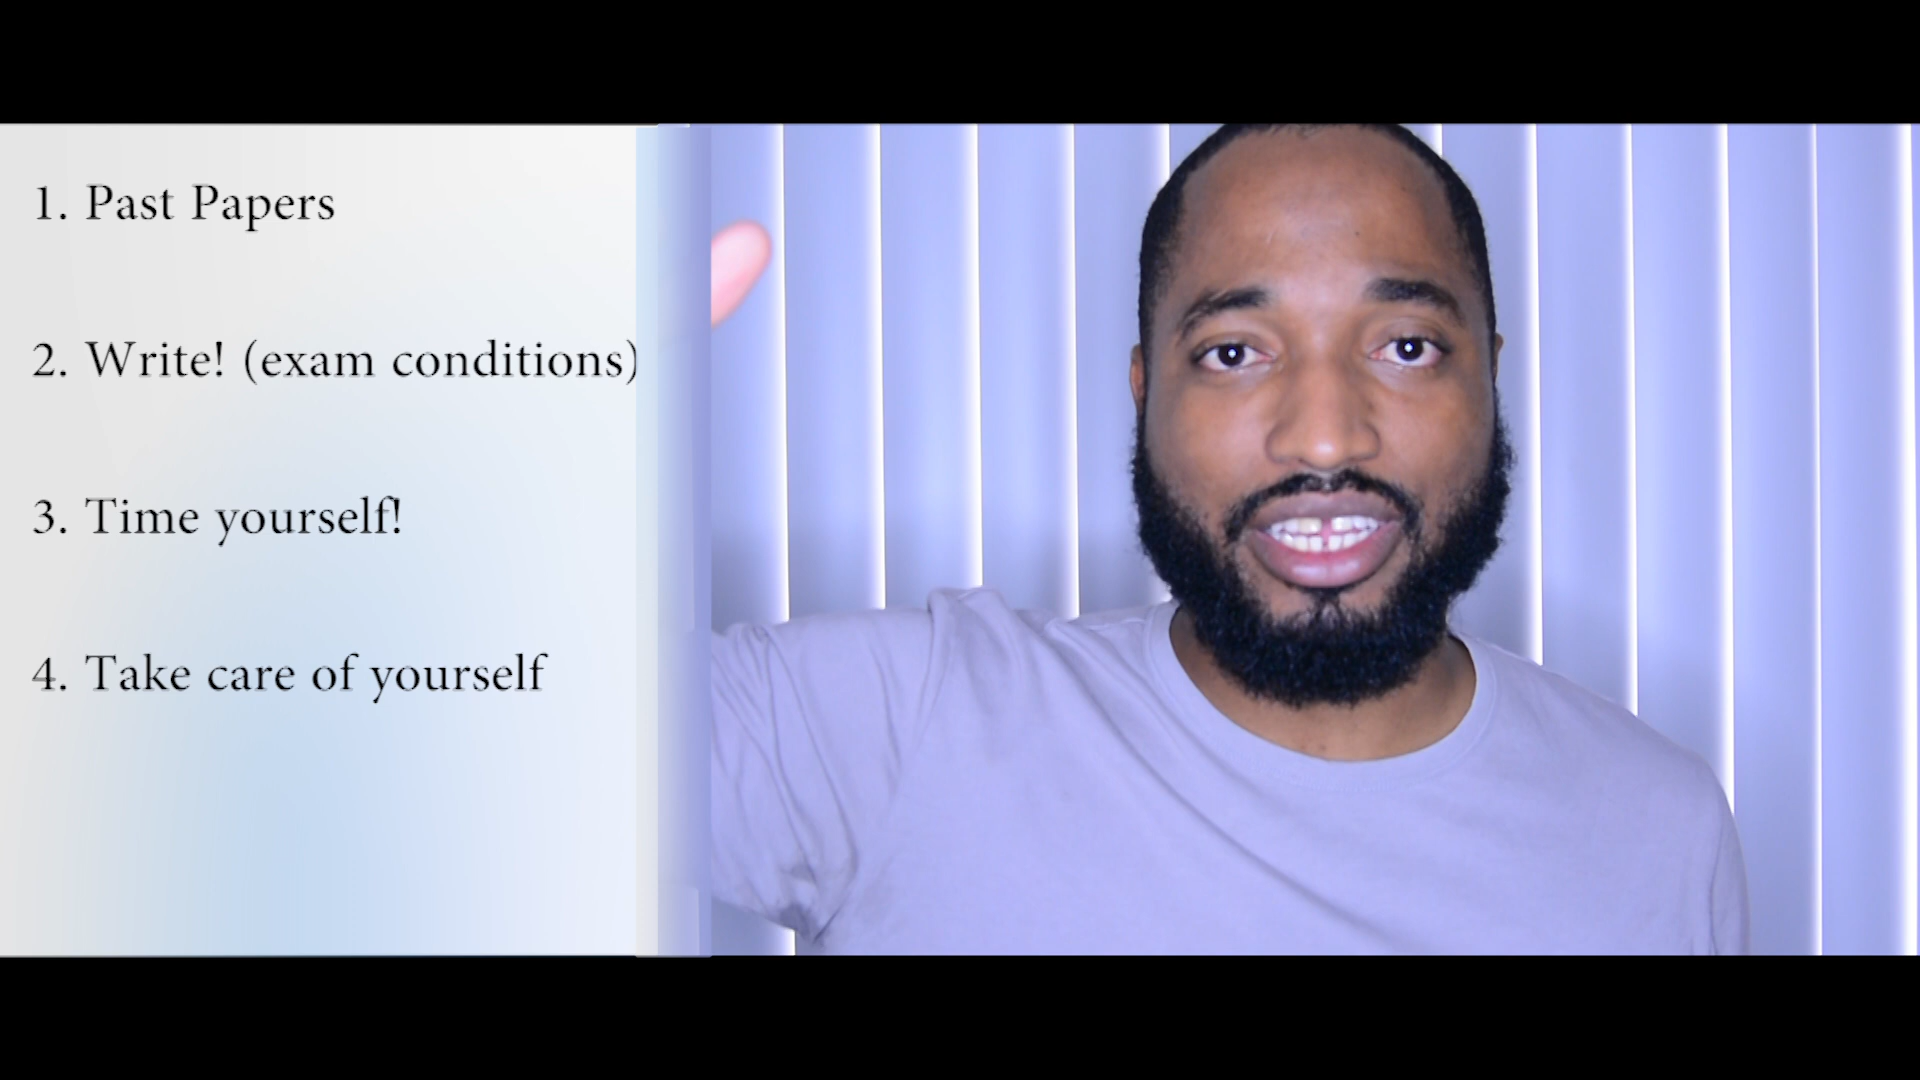 1. Past Papers
2. Write! (exam conditions)
3. Time yourself!
4. Take care of yourself